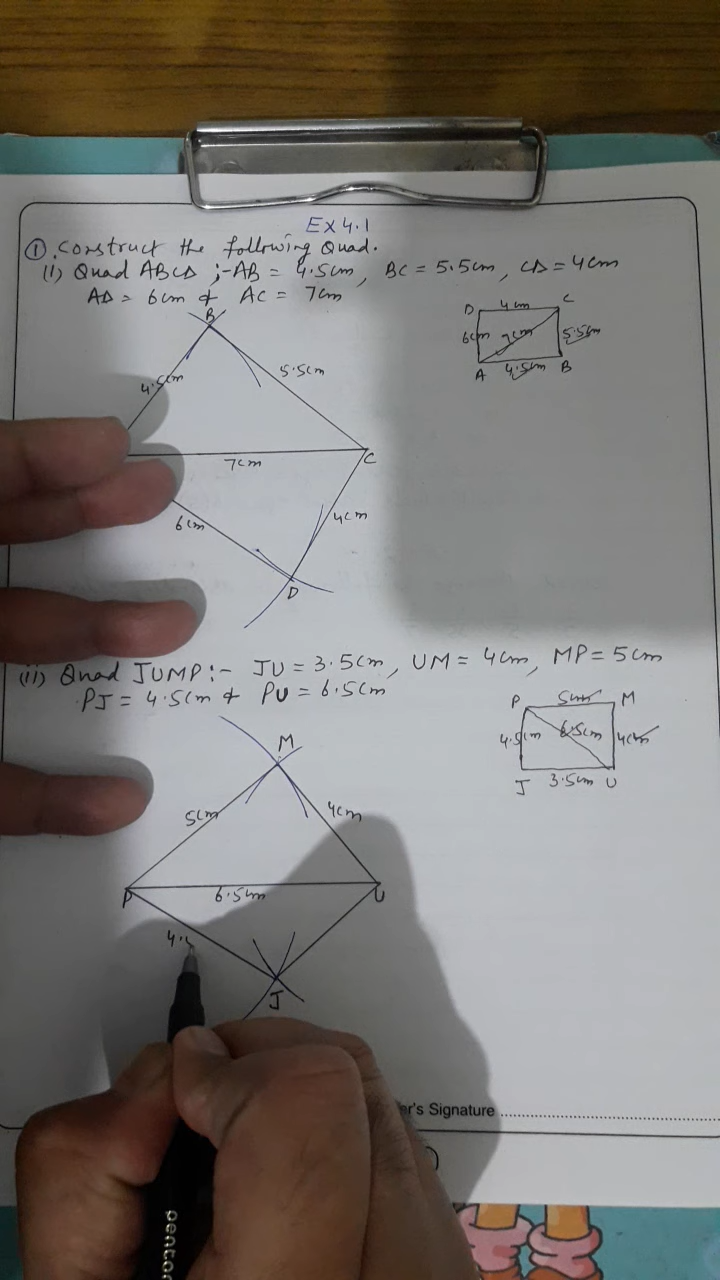 Ex 4.1
① Construct the following Quad.
(i) Quad ABCD ;- AB = 4.5cm, BC = 5.5cm, CD = 4cm
AD = 6cm & AC = 7cm
D 4cm C
6cm 7cm 5.5cm
A 4.5cm B
B
4.5cm 5.5cm
7cm C
6cm 4cm
D
(ii) Quad JUMP :- JU = 3.5cm, UM = 4cm, MP = 5cm
PJ = 4.5cm & PU = 6.5cm
P 5cm M
4.5cm 6.5cm 4cm
J 3.5cm U
M
5cm 4cm
P 6.5cm U
4.
J
er's Signature
pentoo